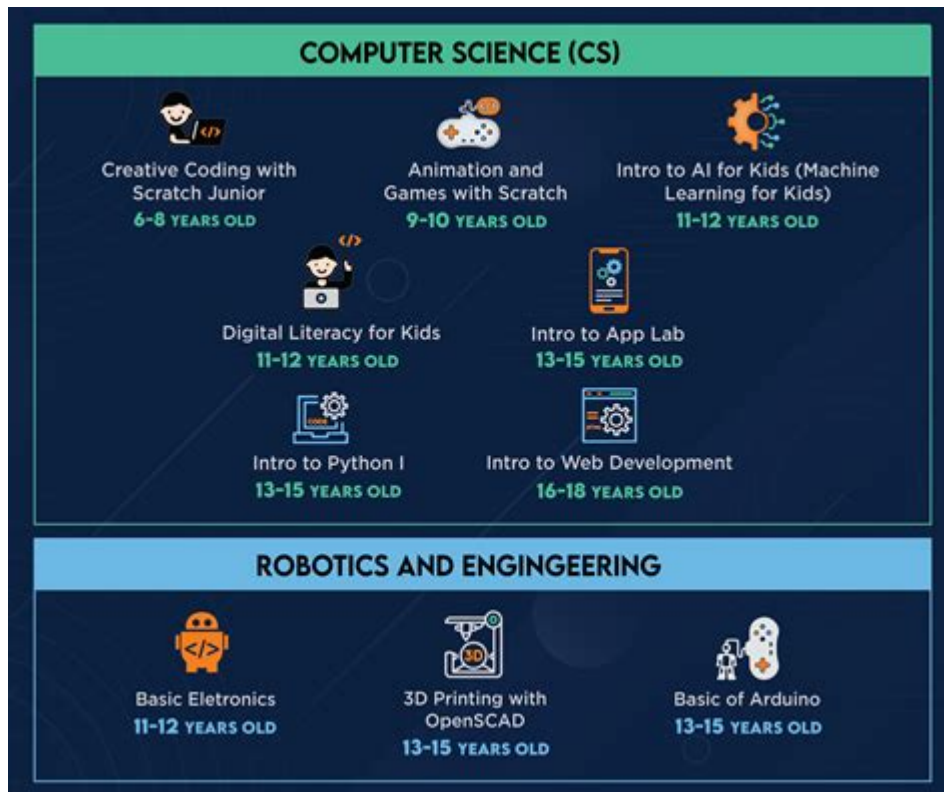 COMPUTER SCIENCE (CS)
Creative Coding with
Scratch Junior
6-8 YEARS OLD
Animation and
Games with Scratch
9-10 YEARS OLD
Intro to AI for Kids (Machine
Learning for Kids)
11-12 YEARS OLD
Digital Literacy for Kids
11-12 YEARS OLD
Intro to App Lab
13-15 YEARS OLD
CODE
Intro to Python I
13-15 YEARS OLD
Intro to Web Development
16-18 YEARS OLD
ROBOTICS AND ENGINGEERING
</>
Basic Eletronics
11-12 YEARS OLD
3D
3D Printing with
OpenSCAD
13-15 YEARS OLD
Basic of Arduino
13-15 YEARS OLD